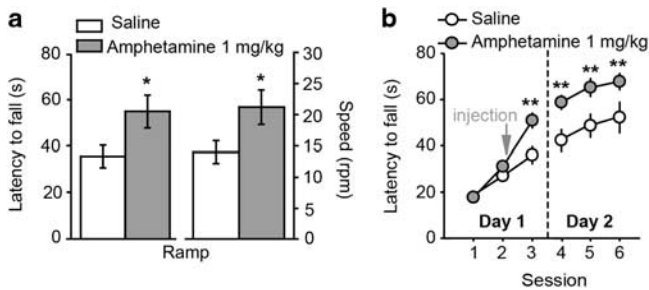 a
Saline
Amphetamine 1 mg/kg
Latency to fall (s)
80
60
40
20
0
* *
30
25
20
15
10
5
0
Speed (rpm)
Ramp
b
Saline
Amphetamine 1 mg/kg
Latency to fall (s)
80
60
40
20
0
injection
** ** ** **
Day 1 Day 2
1 2 3 4 5 6
Session